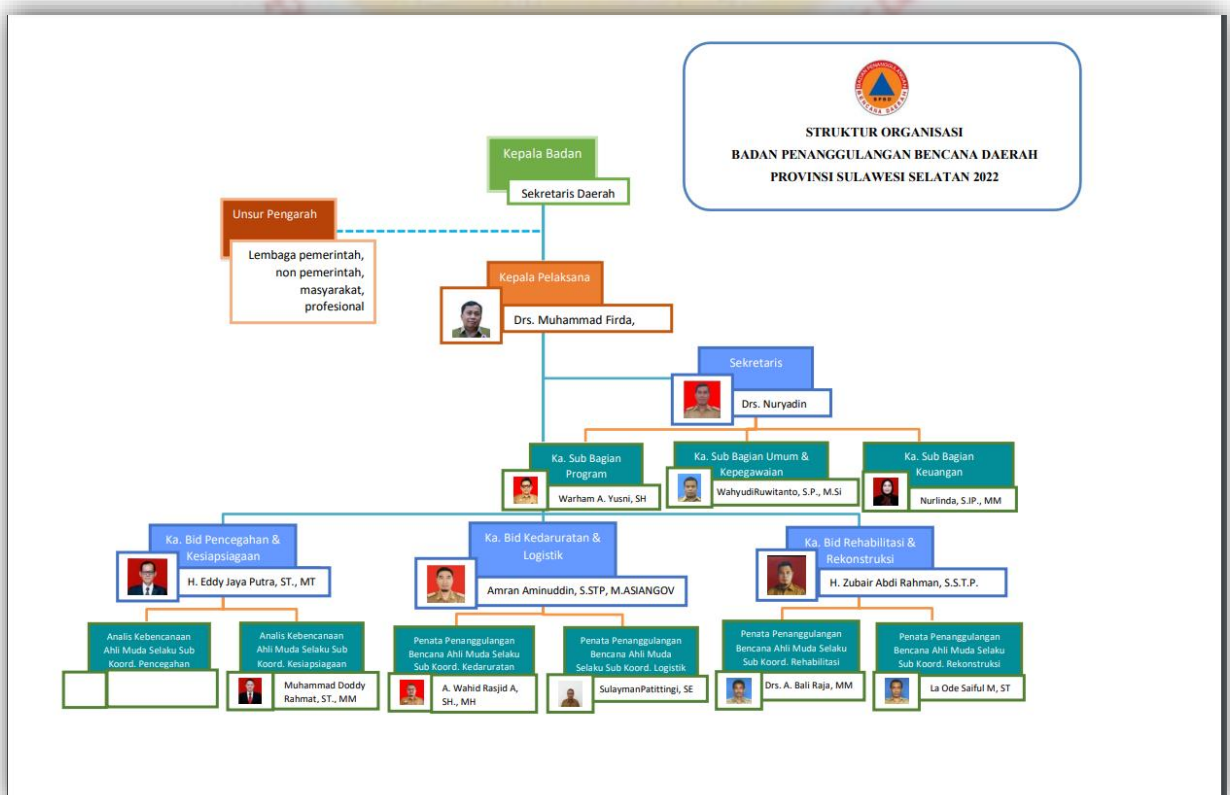 STRUKTUR ORGANISASI
BADAN PENANGGULANGAN BENCANA DAERAH
PROVINSI SULAWESI SELATAN 2022
Kepala Badan
Sekretaris Daerah
Unsur Pengarah
Lembaga pemerintah,
non pemerintah,
masyarakat,
profesional
Kepala Pelaksana
Drs. Muhammad Firda,
Sekretaris
Drs. Nuryadin
Ka. Sub Bagian
Program
Warham A. Yusni, SH
Ka. Sub Bagian Umum &
Kepegawaian
WahyudiRuwitanto, S.P., M.Si
Ka. Sub Bagian
Keuangan
Nurlinda, S.IP., MM
Ka. Bid Pencegahan &
Kesiapsiagaan
H. Eddy Jaya Putra, ST., MT
Ka. Bid Kedaruratan &
Logistik
Amran Aminuddin, S.STP, M.ASIANGOV
Ka. Bid Rehabilitasi &
Rekonstruksi
H. Zubair Abdi Rahman, S.S.T.P.
Analis Kebencanaan
Ahli Muda Selaku Sub
Koord. Pencegahan
Analis Kebencanaan
Ahli Muda Selaku Sub
Koord. Kesiapsiagaan
Muhammad Doddy
Rahmat, ST., MM
Penata Penanggulangan
Bencana Ahli Muda Selaku
Sub Koord. Kedaruratan
A. Wahid Rasjid A,
SH., MH
Penata Penanggulangan
Bencana Ahli Muda
Selaku Sub Koord. Logistik
SulaymanPatittingi, SE
Penata Penanggulangan
Bencana Ahli Muda Selaku
Sub Koord. Rehabilitasi
Drs. A. Bali Raja, MM
Penata Penanggulangan
Bencana Ahli Muda Selaku
Sub Koord. Rekonstruksi
La Ode Saiful M, ST